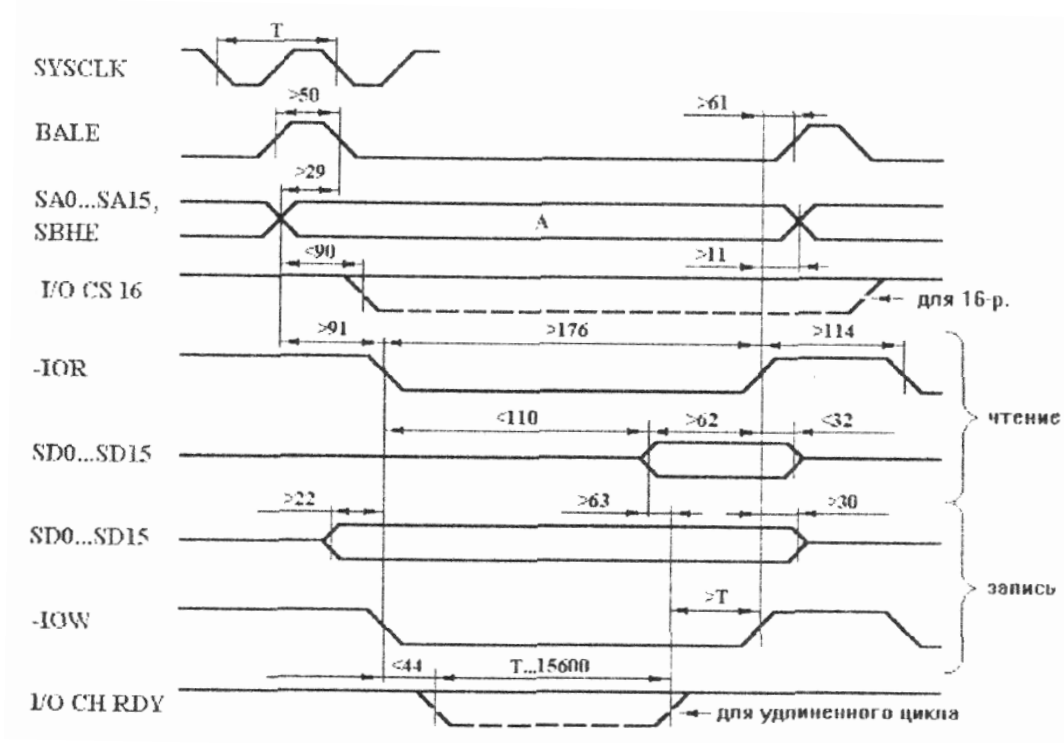 T
SYSCLK
>50
>61
BALE
>29
SA0...SA15,
SBHE
A
<90
>11
I/O CS 16
для 16-р.
>91
>176
>114
-IOR
чтение
<110
>62
<32
SD0...SD15
>22
>63
>30
SD0...SD15
запись
>T
-IOW
<44
T...15600
I/O CH RDY
для удлиненного цикла